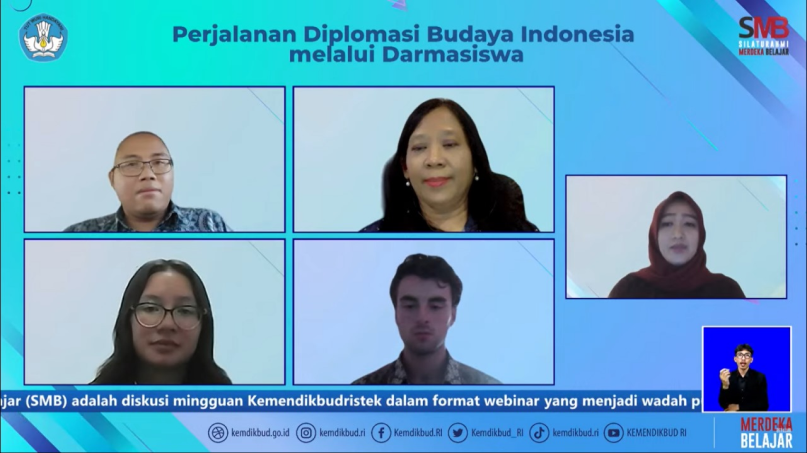 Perjalanan Diplomasi Budaya Indonesia
melalui Darmasiswa
SMB
SILATURAHMI
MERDEKA BELAJAR
jar (SMB) adalah diskusi mingguan Kemendikbudristek dalam format webinar yang menjadi wadah p
kemdikbud.go.id kemdikbud.ri Kemdikbud.RI Kemdikbud_RI kemdikbud.ri KEMENDIKBUD RI
MERDEKA
BELAJAR